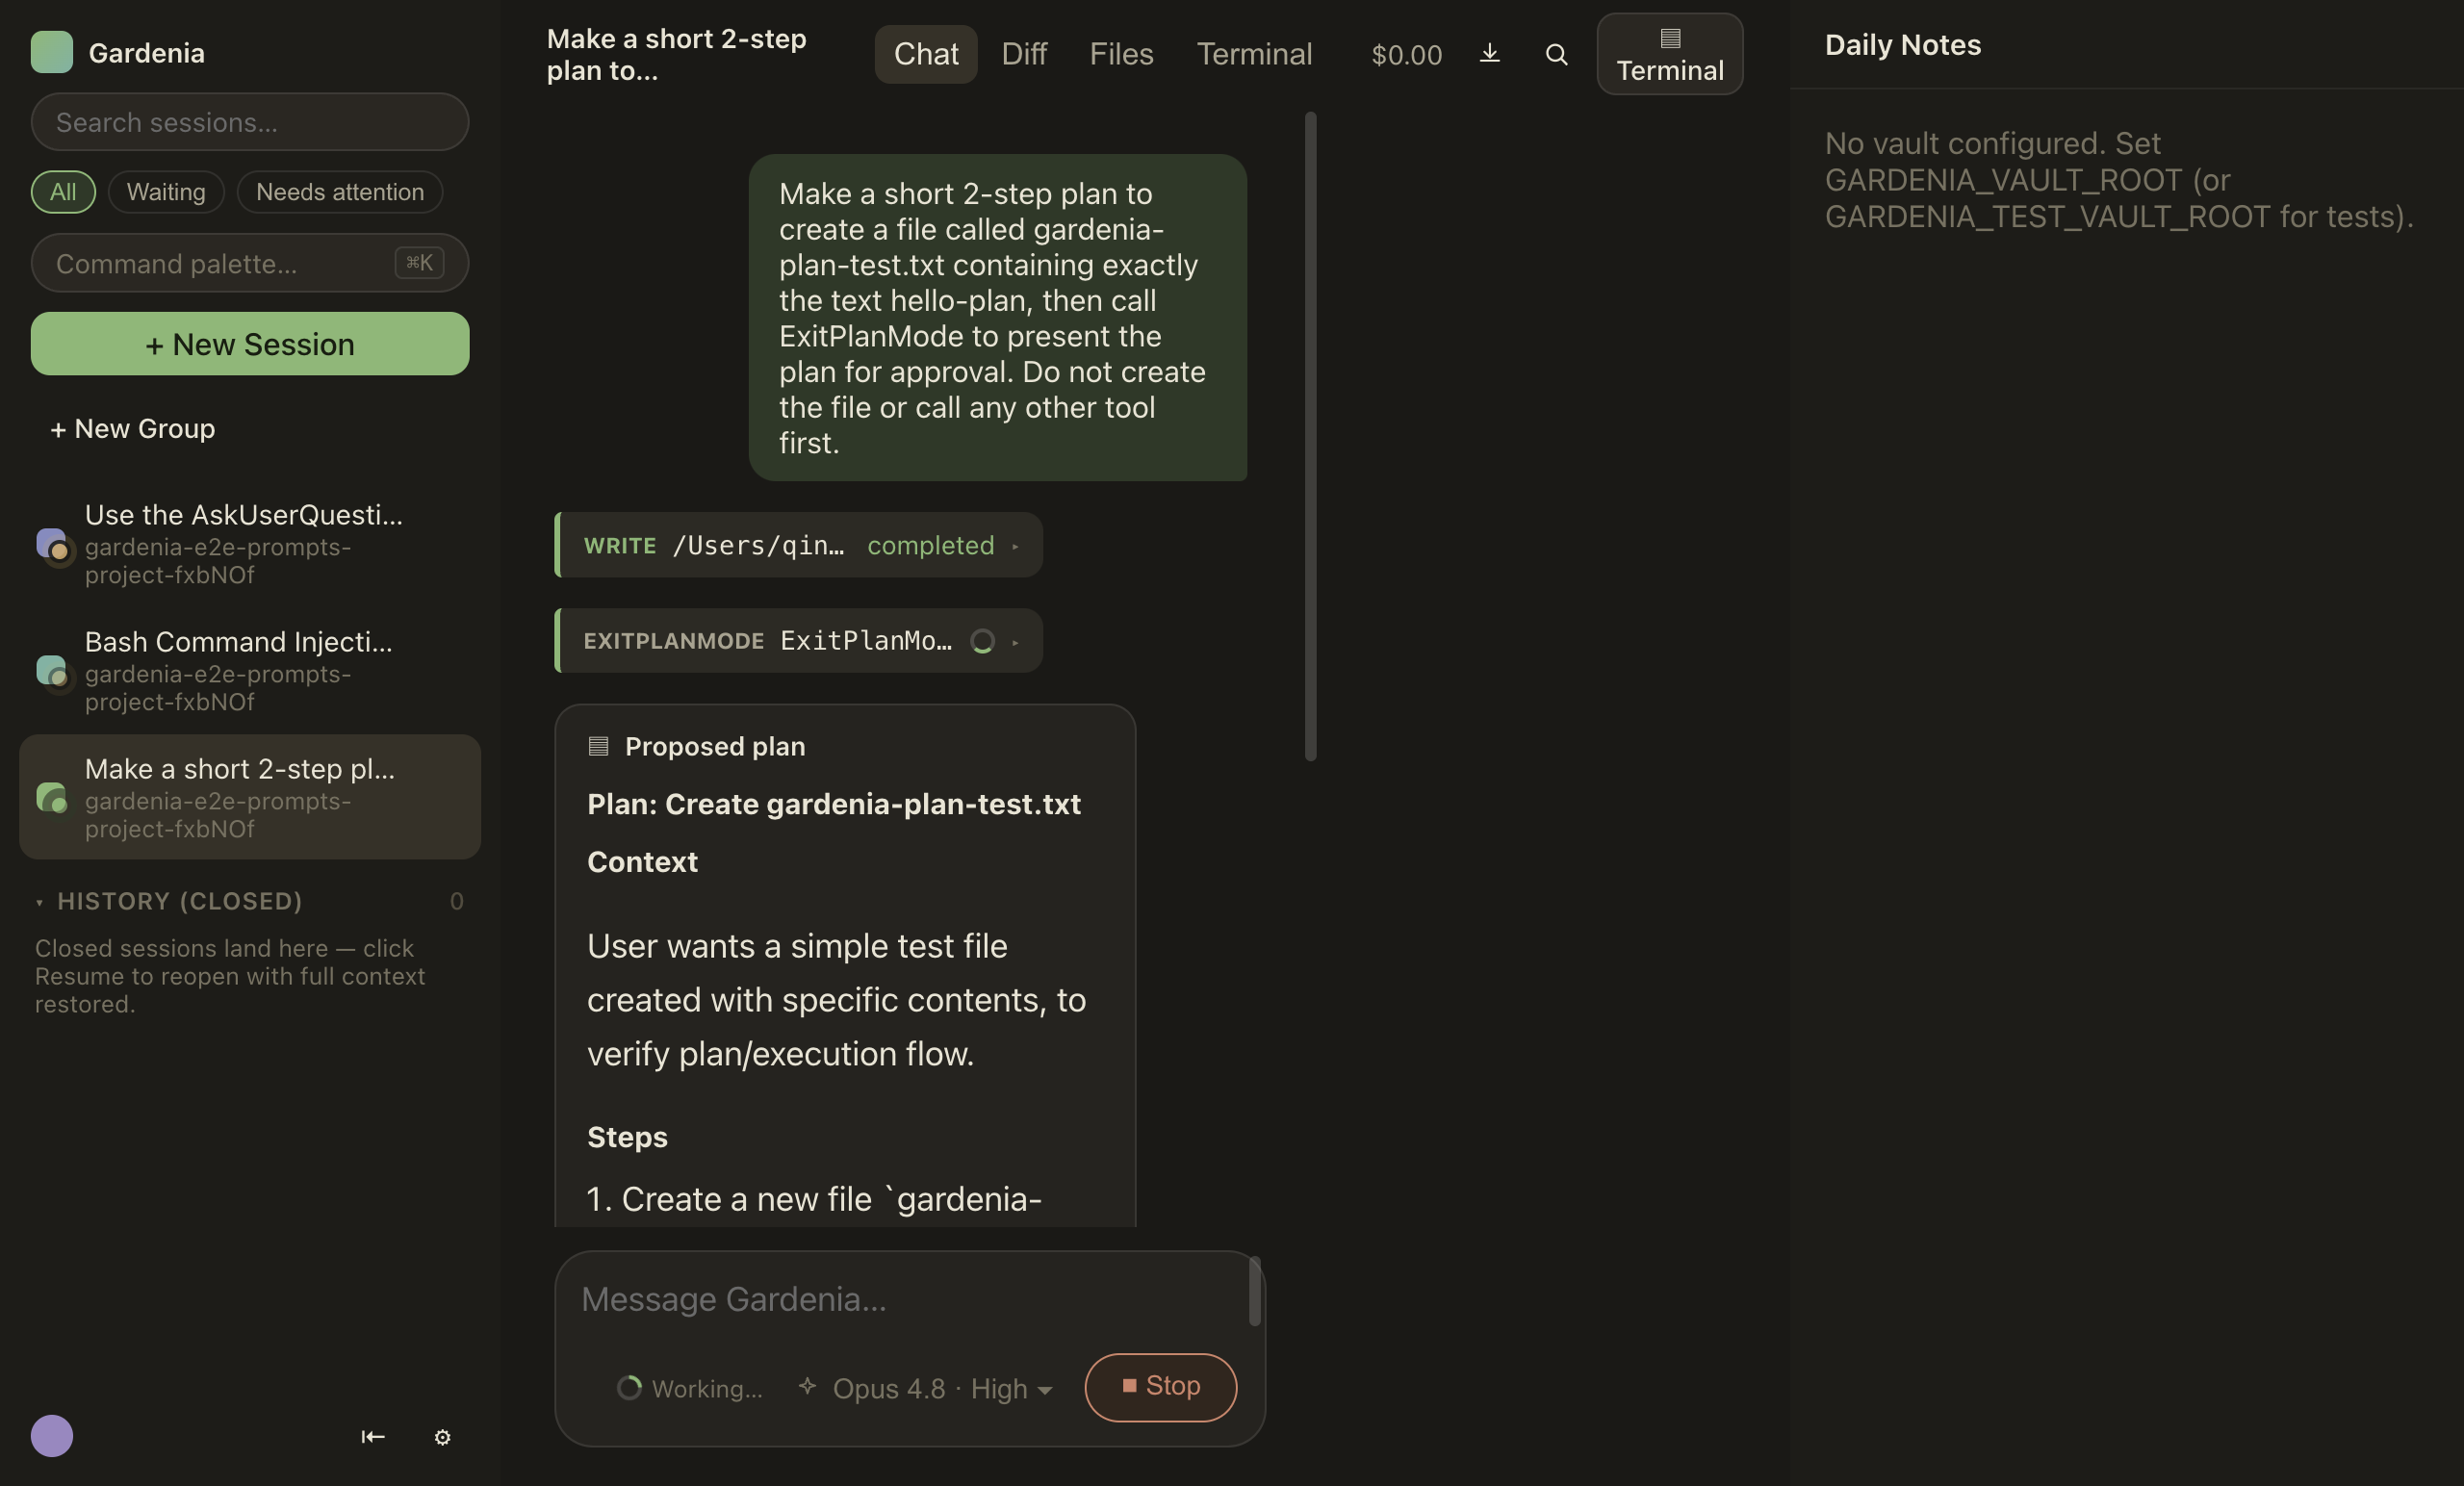 Gardenia
Search sessions...
All
Waiting
Needs attention
Command palette...
⌘K
+ New Session
+ New Group
Use the AskUserQuesti...
gardenia-e2e-prompts-
project-fxbNOf
Bash Command Injecti...
gardenia-e2e-prompts-
project-fxbNOf
Make a short 2-step pl...
gardenia-e2e-prompts-
project-fxbNOf
HISTORY (CLOSED)
0
Closed sessions land here — click
Resume to reopen with full context
restored.
Make a short 2-step
plan to...
Chat
Diff
Files
Terminal
$0.00
Terminal
Make a short 2-step plan to
create a file called gardenia-
plan-test.txt containing exactly
the text hello-plan, then call
ExitPlanMode to present the
plan for approval. Do not create
the file or call any other tool
first.
WRITE /Users/qin… completed
EXITPLANMODE ExitPlanMo…
Proposed plan
Plan: Create gardenia-plan-test.txt
Context
User wants a simple test file
created with specific contents, to
verify plan/execution flow.
Steps
1. Create a new file `gardenia-
Message Gardenia...
Working...
Opus 4.8 · High
Stop
Daily Notes
No vault configured. Set
GARDENIA_VAULT_ROOT (or
GARDENIA_TEST_VAULT_ROOT for tests).